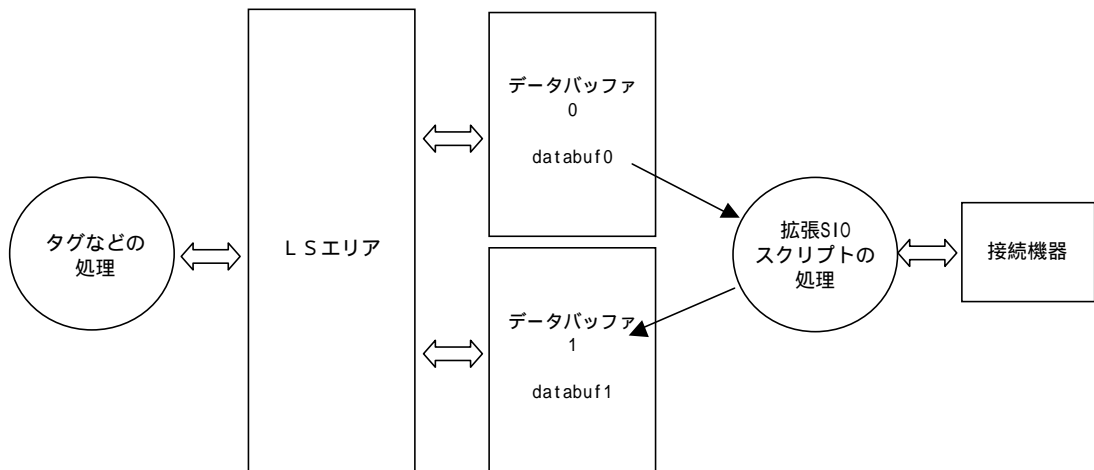 タグなどの
処理
ＬＳエリア
データバッファ
0
databuf0
データバッファ
1
databuf1
拡張SIO
スクリプトの
処理
接続機器